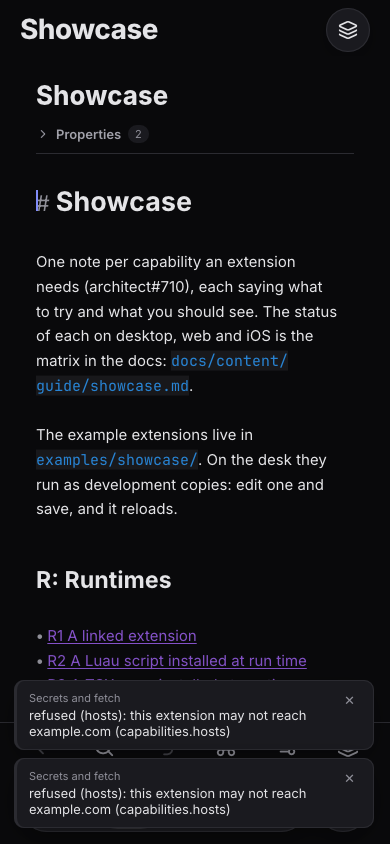 Showcase
Showcase
Properties 2
# Showcase
One note per capability an extension
needs (architect#710), each saying what
to try and what you should see. The status
of each on desktop, web and iOS is the
matrix in the docs: docs/content/
guide/showcase.md.
The example extensions live in
examples/showcase/. On the desk they
run as development copies: edit one and
save, and it reloads.
R: Runtimes
• R1 A linked extension
• R2 A Luau script installed at run time
Secrets and fetch
refused (hosts): this extension may not reach
example.com (capabilities.hosts)
Secrets and fetch
refused (hosts): this extension may not reach
example.com (capabilities.hosts)